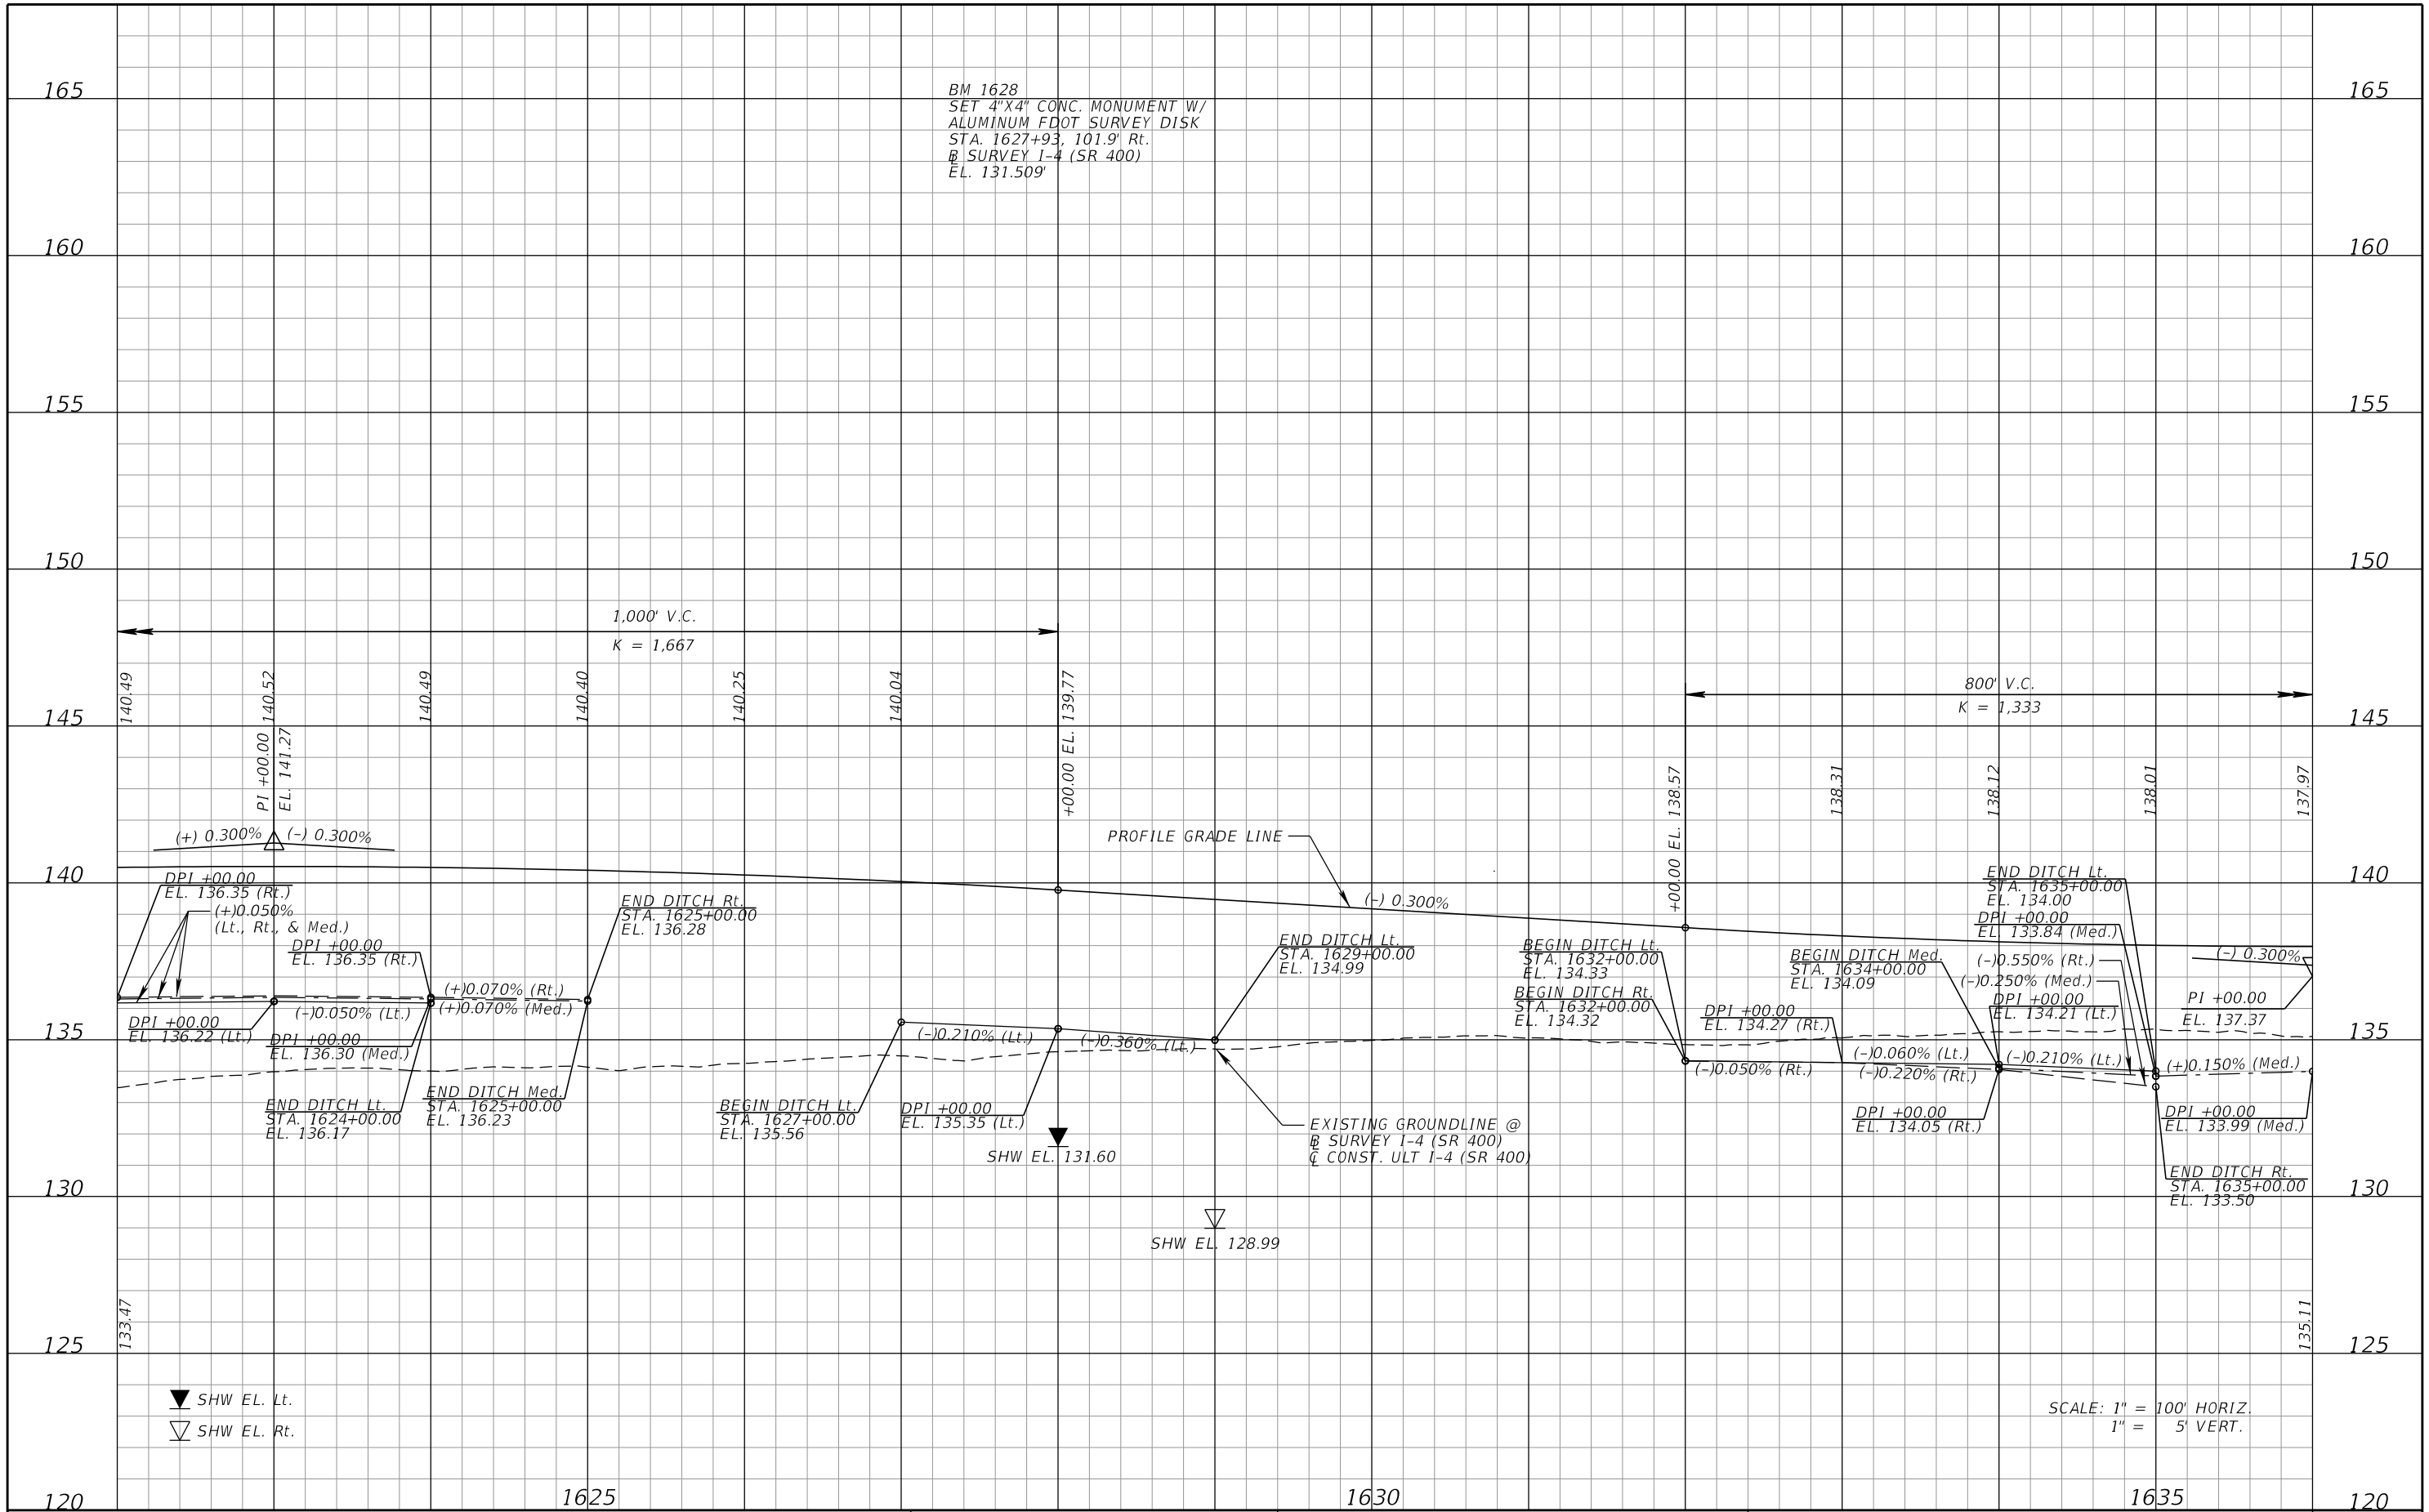 165
165
BM 1628
SET 4"X4" CONC. MONUMENT W/
ALUMINUM FDOT SURVEY DISK
STA. 1627+93, 101.9' Rt.
℄ SURVEY I-4 (SR 400)
EL. 131.509'
160
160
155
155
150
150
1,000' V.C.
K = 1,667
800' V.C.
K = 1,333
145
145
140.49
140.52
PI +00.00
EL. 141.27
140.49
140.40
140.25
140.04
+00.00 EL. 139.77
+00.00 EL. 138.57
138.31
138.12
138.01
137.97
(+) 0.300%
(-) 0.300%
PROFILE GRADE LINE
(-) 0.300%
(-) 0.300%
140
140
DPI +00.00
EL. 136.35 (Rt.)
(+)0.050%
(Lt., Rt., & Med.)
DPI +00.00
EL. 136.35 (Rt.)
END DITCH Rt.
STA. 1625+00.00
EL. 136.28
(+)0.070% (Rt.)
(+)0.070% (Med.)
(-)0.050% (Lt.)
DPI +00.00
EL. 136.22 (Lt.)
DPI +00.00
EL. 136.30 (Med.)
END DITCH Lt.
STA. 1624+00.00
EL. 136.17
END DITCH Med.
STA. 1625+00.00
EL. 136.23
BEGIN DITCH Lt.
STA. 1627+00.00
EL. 135.56
(-)0.210% (Lt.)
DPI +00.00
EL. 135.35 (Lt.)
(-)0.360% (Lt.)
END DITCH Lt.
STA. 1629+00.00
EL. 134.99
SHW EL. 131.60
SHW EL. 128.99
EXISTING GROUNDLINE @
℄ SURVEY I-4 (SR 400)
℄ CONST. ULT I-4 (SR 400)
BEGIN DITCH Lt.
STA. 1632+00.00
EL. 134.33
BEGIN DITCH Rt.
STA. 1632+00.00
EL. 134.32
(-)0.050% (Rt.)
DPI +00.00
EL. 134.27 (Rt.)
BEGIN DITCH Med.
STA. 1634+00.00
EL. 134.09
(-)0.060% (Lt.)
(-)0.220% (Rt.)
DPI +00.00
EL. 134.05 (Rt.)
END DITCH Lt.
STA. 1635+00.00
EL. 134.00
DPI +00.00
EL. 133.84 (Med.)
(-)0.550% (Rt.)
(-)0.250% (Med.)
DPI +00.00
EL. 134.21 (Lt.)
(-)0.210% (Lt.)
(+)0.150% (Med.)
PI +00.00
EL. 137.37
DPI +00.00
EL. 133.99 (Med.)
END DITCH Rt.
STA. 1635+00.00
EL. 133.50
135
135
130
130
133.47
135.11
125
125
SHW EL. Lt.
SHW EL. Rt.
SCALE: 1" = 100' HORIZ.
1" = 5' VERT.
120
1625
1630
1635
120